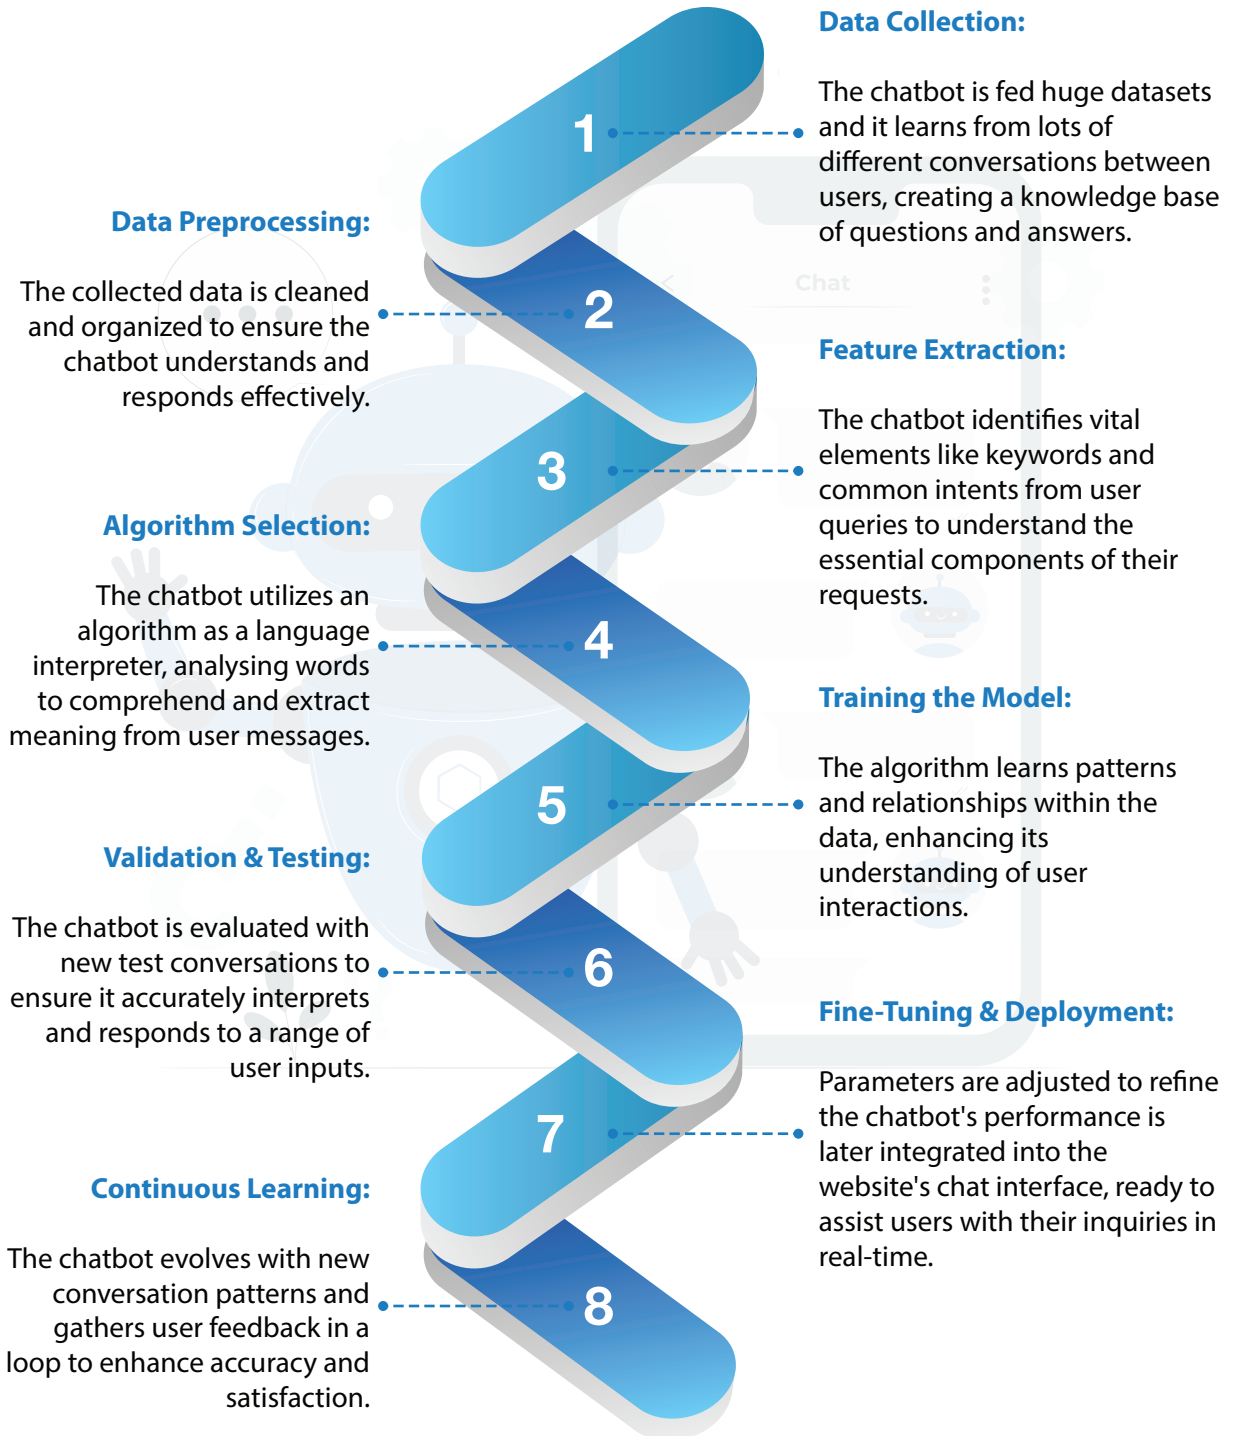 Data Collection:
The chatbot is fed huge datasets
and it learns from lots of
different conversations between
users, creating a knowledge base
of questions and answers.
1
Data Preprocessing:
The collected data is cleaned
and organized to ensure the
chatbot understands and
responds effectively.
2
Chat
Feature Extraction:
The chatbot identifies vital
elements like keywords and
common intents from user
queries to understand the
essential components of their
requests.
3
Algorithm Selection:
The chatbot utilizes an
algorithm as a language
interpreter, analysing words
to comprehend and extract
meaning from user messages.
4
Training the Model:
The algorithm learns patterns
and relationships within the
data, enhancing its
understanding of user
interactions.
5
Validation & Testing:
The chatbot is evaluated with
new test conversations to
ensure it accurately interprets
and responds to a range of
user inputs.
6
Fine-Tuning & Deployment:
Parameters are adjusted to refine
the chatbot's performance is
later integrated into the
website's chat interface, ready to
assist users with their inquiries in
real-time.
7
Continuous Learning:
The chatbot evolves with new
conversation patterns and
gathers user feedback in a
loop to enhance accuracy and
satisfaction.
8